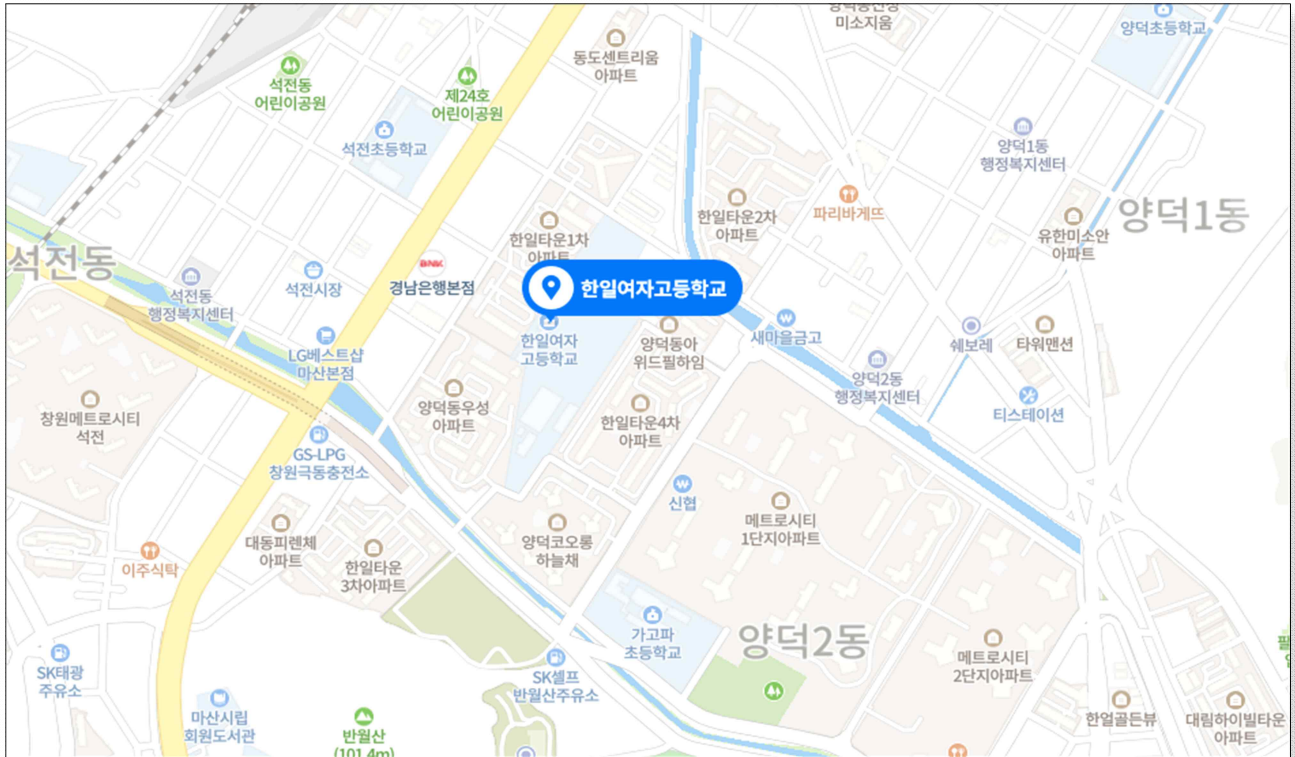 양덕동한성
미소지움
양덕초등학교
동도센트리움
아파트
석전동
어린이공원
제24호
어린이공원
석전초등학교
양덕1동
행정복지센터
한일타운2차
아파트
파리바게뜨
양덕1동
유한미소안
아파트
한일타운1차
아파트
석전동
BNK
경남은행본점
한일여자고등학교
석전동
행정복지센터
석전시장
한일여자
고등학교
양덕동아
위드필하임
새마을금고
쉐보레
타워맨션
LG베스트샵
마산본점
양덕2동
행정복지센터
티스테이션
창원메트로시티
석전
양덕동우성
아파트
한일타운4차
아파트
GS-LPG
창원극동충전소
신협
메트로시티
1단지아파트
대동피렌체
아파트
양덕코오롱
하늘채
이주식탁
한일타운
3차아파트
가고파
초등학교
양덕2동
메트로시티
2단지아파트
SK태광
주유소
SK셀프
반월산주유소
마산시립
회원도서관
반월산
(101.4m)
한얼골든뷰
대림하이빌타운
아파트